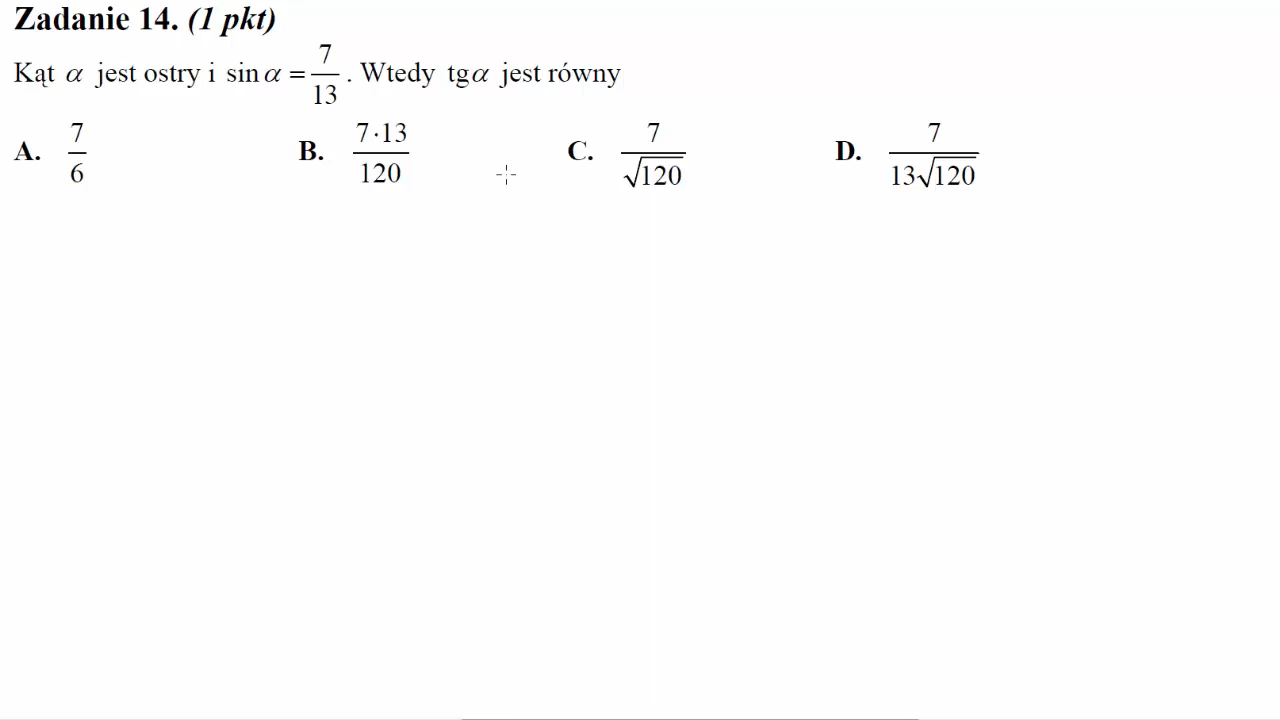 Zadanie 14. (1 pkt)
Kąt α jest ostry i sin α = 7/13. Wtedy tgα jest równy
A. 7/6 B. 7·13/120 C. 7/√120 D. 7/13√120